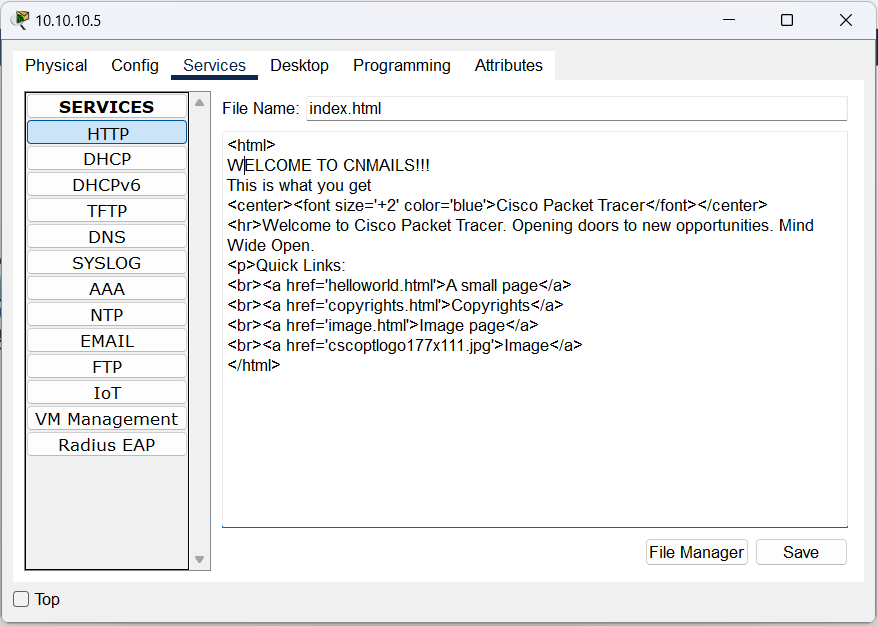 10.10.10.5
Physical Config Services Desktop Programming Attributes
SERVICES
HTTP
DHCP
DHCPv6
TFTP
DNS
SYSLOG
AAA
NTP
EMAIL
FTP
IoT
VM Management
Radius EAP
File Name: index.html
<html>
WELCOME TO CNMAILS!!!
This is what you get
<center><font size='+2' color='blue'>Cisco Packet Tracer</font></center>
<hr>Welcome to Cisco Packet Tracer. Opening doors to new opportunities. Mind
Wide Open.
<p>Quick Links:
<br><a href='helloworld.html'>A small page</a>
<br><a href='copyrights.html'>Copyrights</a>
<br><a href='image.html'>Image page</a>
<br><a href='cscoptlogo177x111.jpg'>Image</a>
</html>
File Manager Save
Top